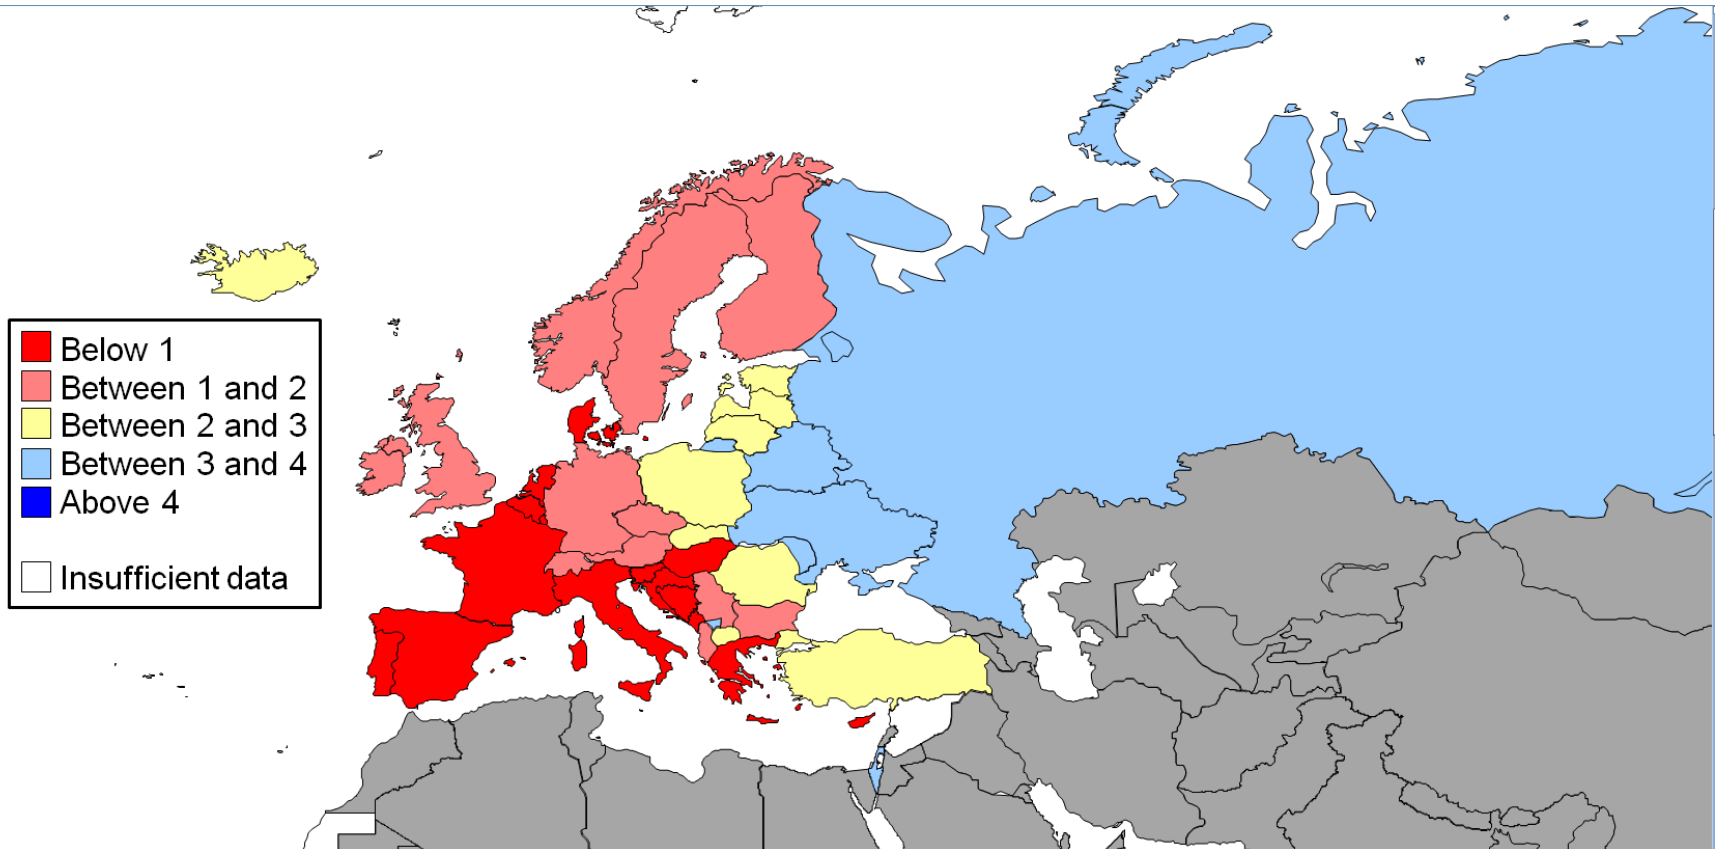 Below 1
Between 1 and 2
Between 2 and 3
Between 3 and 4
Above 4
Insufficient data